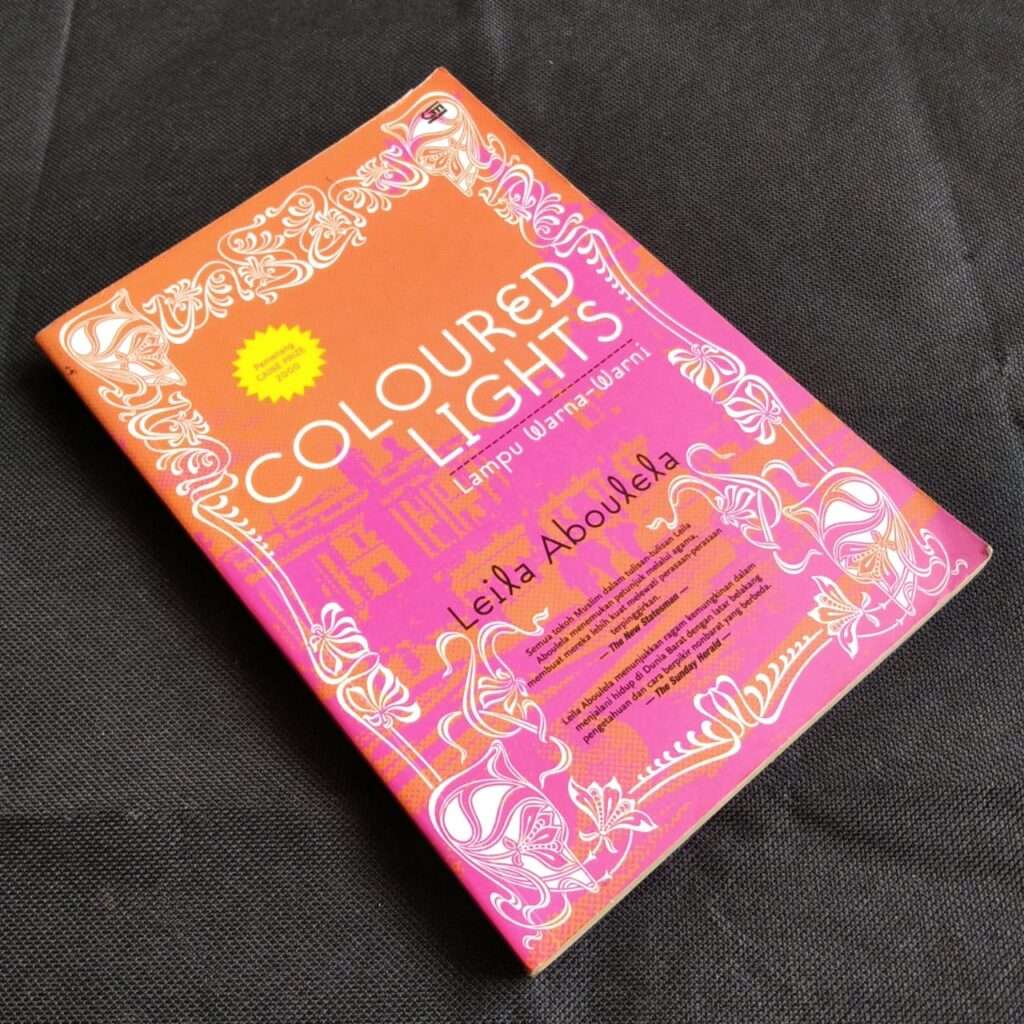 Pemenang
CAINE PRIZE
2000
COLOURED
LIGHTS
Lampu Warna-Warni
Leila Aboulela
Semua tokoh Muslim dalam tulisan-tulisan Leila
Aboulela menemukan petunjuk melalui agama,
membuat mereka lebih kuat melewati perasaan-perasaan
terpinggirkan.
— The New Statesman —
Leila Aboulela menunjukkan ragam kemungkinan dalam
menjalani hidup di Dunia Barat dengan latar belakang
pengetahuan dan cara berpikir nonbarat yang berbeda.
— The Sunday Herald —